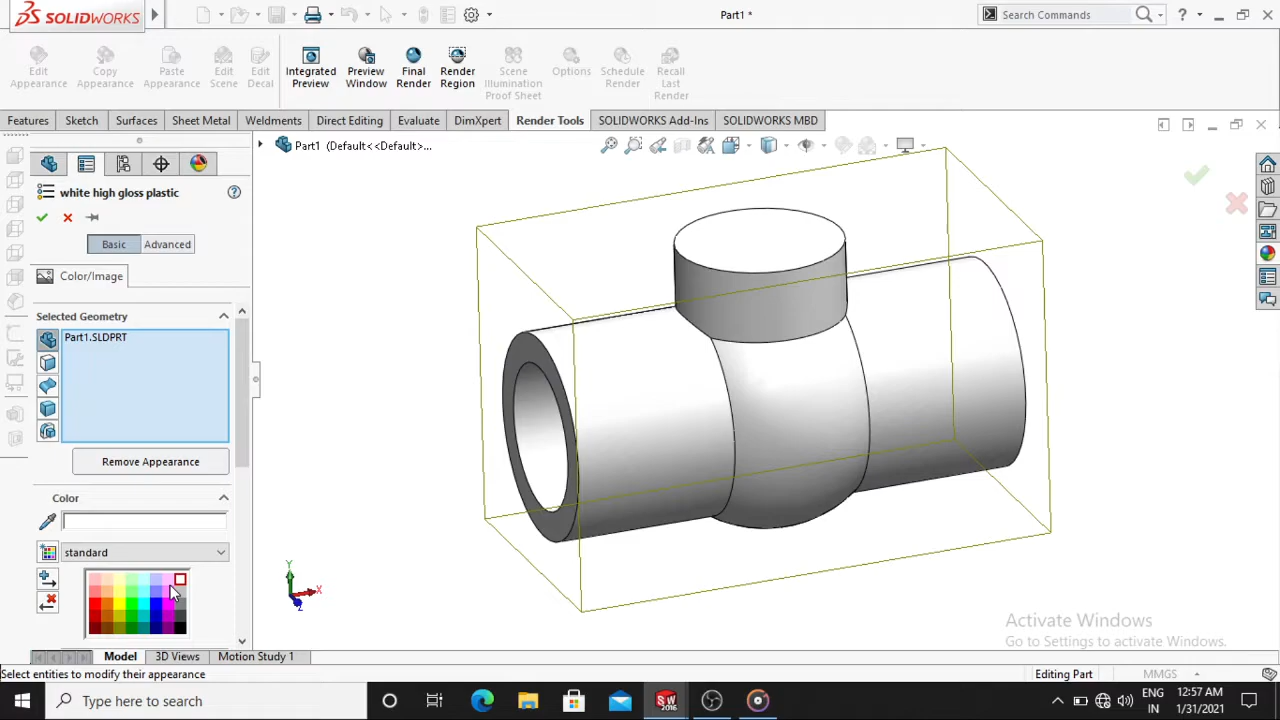 SOLIDWORKS
Part1 *
Search Commands
Edit Appearance
Copy Appearance
Paste Appearance
Edit Scene
Edit Decal
Integrated Preview
Preview Window
Final Render
Render Region
Scene Illumination Proof Sheet
Options
Schedule Render
Recall Last Render
Features
Sketch
Surfaces
Sheet Metal
Weldments
Direct Editing
Evaluate
DimXpert
Render Tools
SOLIDWORKS Add-Ins
SOLIDWORKS MBD
Part1 (Default<<Default>...
white high gloss plastic
Basic
Advanced
Color/Image
Selected Geometry
Part1.SLDPRT
Remove Appearance
Color
standard
Y
X
Z
Activate Windows
Go to Settings to activate Windows.
Model
3D Views
Motion Study 1
Select entities to modify their appearance
Editing Part
MMGS
Type here to search
SW
2016
ENG
IN
12:57 AM
1/31/2021